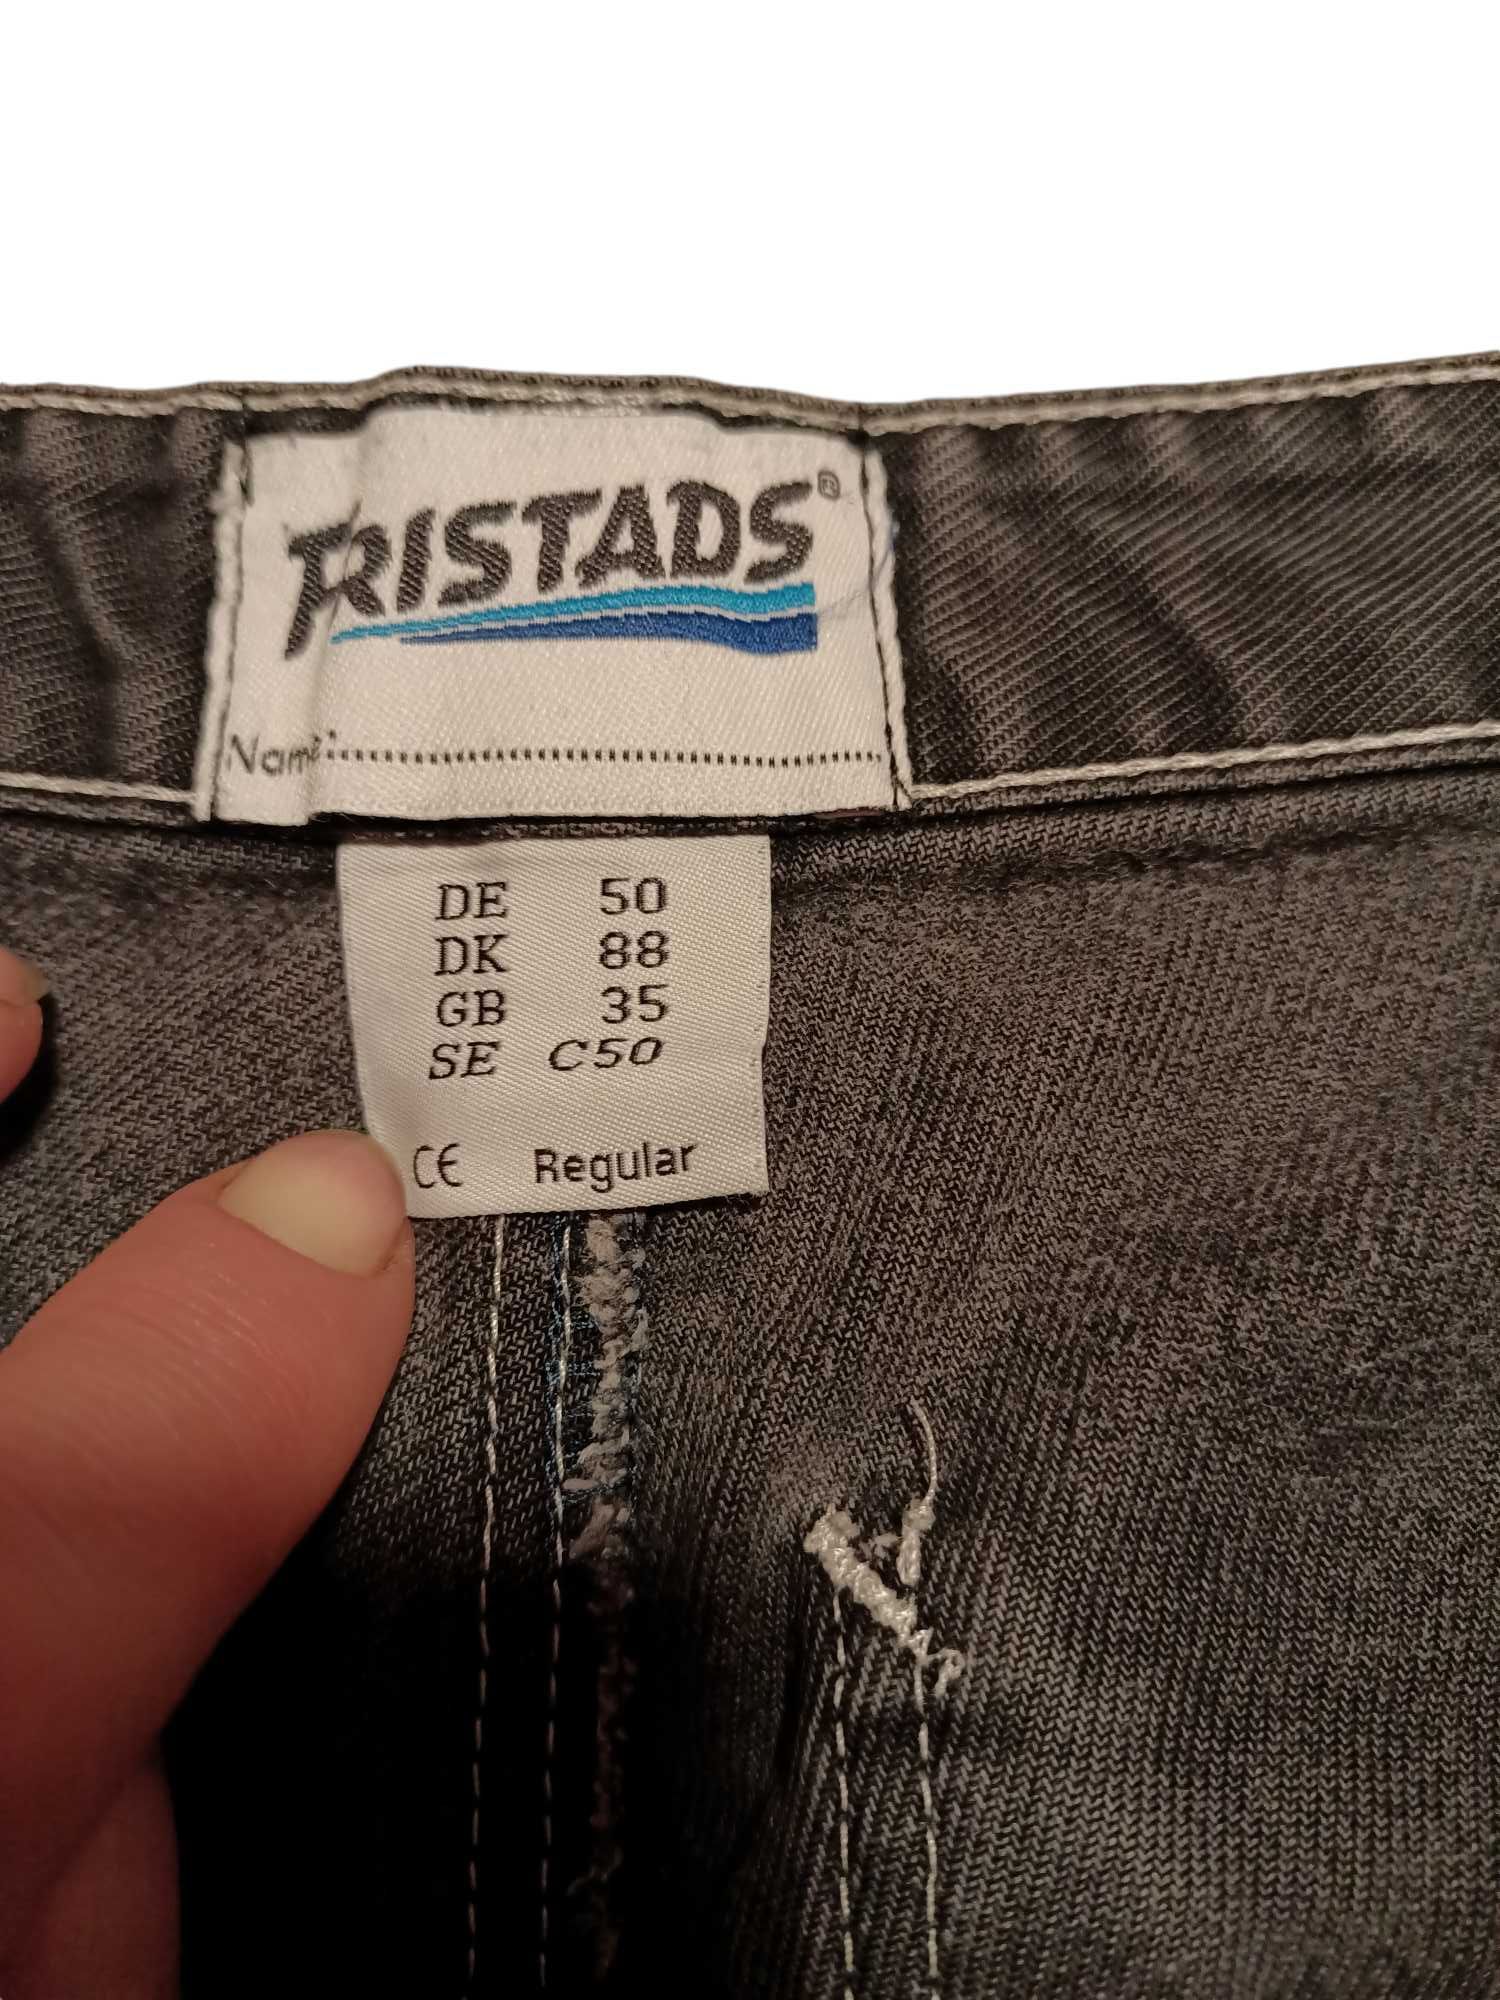 FRISTADS®
Name:
DE 50
DK 88
GB 35
SE C50
CE Regular